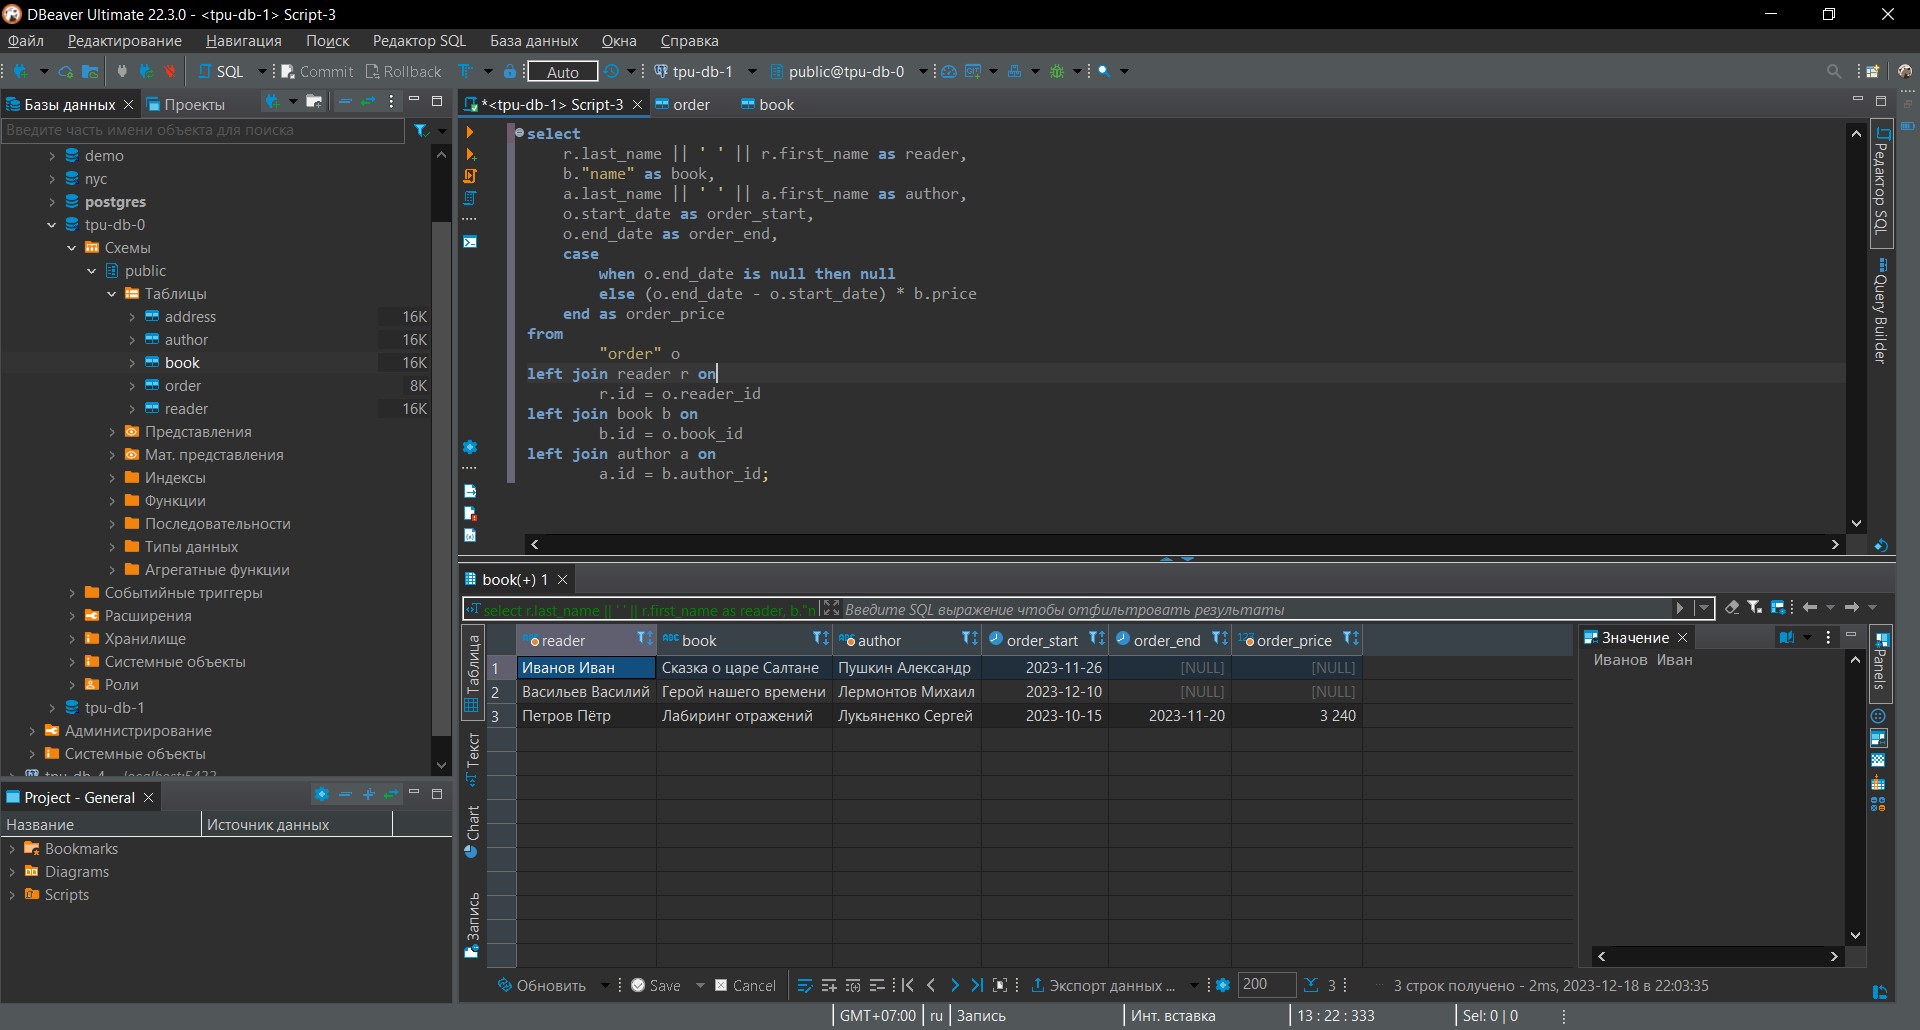 DBeaver Ultimate 22.3.0 - <tpu-db-1> Script-3
Файл Редактирование Навигация Поиск Редактор SQL База данных Окна Справка
SQL Commit Rollback Auto tpu-db-1 public@tpu-db-0
Базы данных Проекты
Введите часть имени объекта для поиска
demo
nyc
postgres
tpu-db-0
Схемы
public
Таблицы
address 16K
author 16K
book 16K
order 8K
reader 16K
Представления
Мат. представления
Индексы
Функции
Последовательности
Типы данных
Агрегатные функции
Событийные триггеры
Расширения
Хранилище
Системные объекты
Роли
tpu-db-1
Администрирование
Системные объекты
Project - General
Название Источник данных
Bookmarks
Diagrams
Scripts
*<tpu-db-1> Script-3 order book
select
r.last_name || ' ' || r.first_name as reader,
b."name" as book,
a.last_name || ' ' || a.first_name as author,
o.start_date as order_start,
o.end_date as order_end,
case
when o.end_date is null then null
else (o.end_date - o.start_date) * b.price
end as order_price
from
"order" o
left join reader r on
r.id = o.reader_id
left join book b on
b.id = o.book_id
left join author a on
a.id = b.author_id;
Редактор SQL
Query Builder
book(+) 1
select r.last_name || ' ' || r.first_name as reader, b."n Введите SQL выражение чтобы отфильтровать результаты
Таблица
Текст
Chart
Запись
reader book author order_start order_end order_price
1 Иванов Иван Сказка о царе Салтане Пушкин Александр 2023-11-26 [NULL] [NULL]
2 Васильев Василий Герой нашего времени Лермонтов Михаил 2023-12-10 [NULL] [NULL]
3 Петров Пётр Лабиринт отражений Лукьяненко Сергей 2023-10-15 2023-11-20 3 240
Значение
Иванов Иван
Panels
Обновить Save Cancel Экспорт данных ... 200 3 3 строк получено - 2ms, 2023-12-18 в 22:03:35
GMT+07:00 ru Запись Инт. вставка 13 : 22 : 333 Sel: 0 | 0